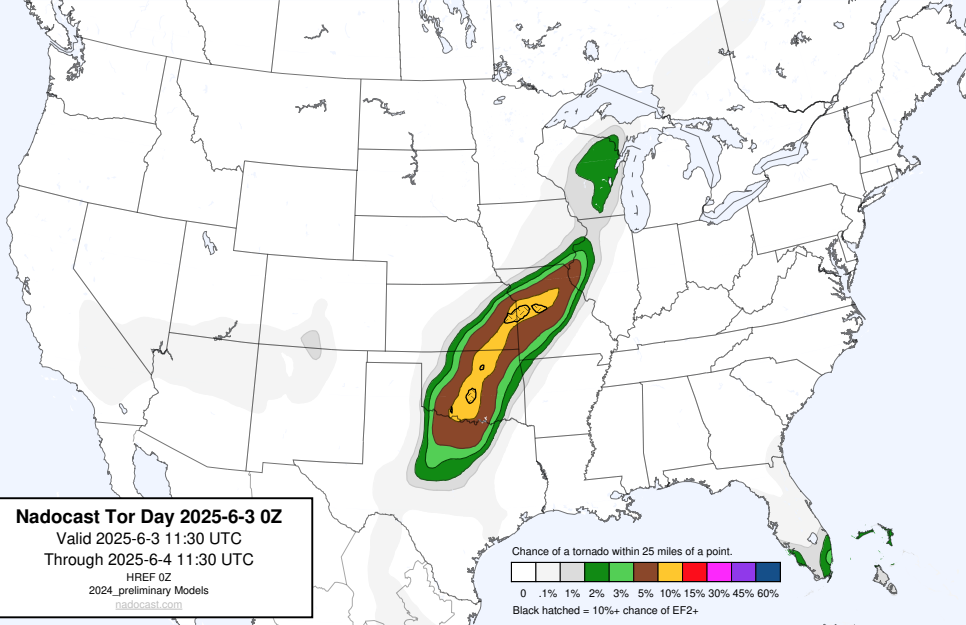 Nadocast Tor Day 2025-6-3 0Z
Valid 2025-6-3 11:30 UTC
Through 2025-6-4 11:30 UTC
HREF 0Z
2024_preliminary Models
nadocast.com
Chance of a tornado within 25 miles of a point.
0 .1% 1% 2% 3% 5% 10% 15% 30% 45% 60%
Black hatched = 10%+ chance of EF2+